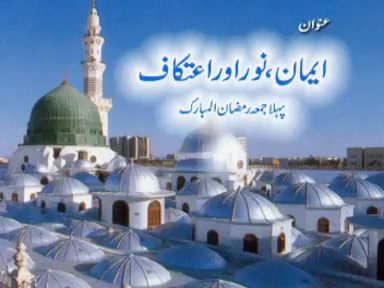 عنوان
ایمان، نور اور اعتکاف
پہلا جمعہ رمضان المبارک